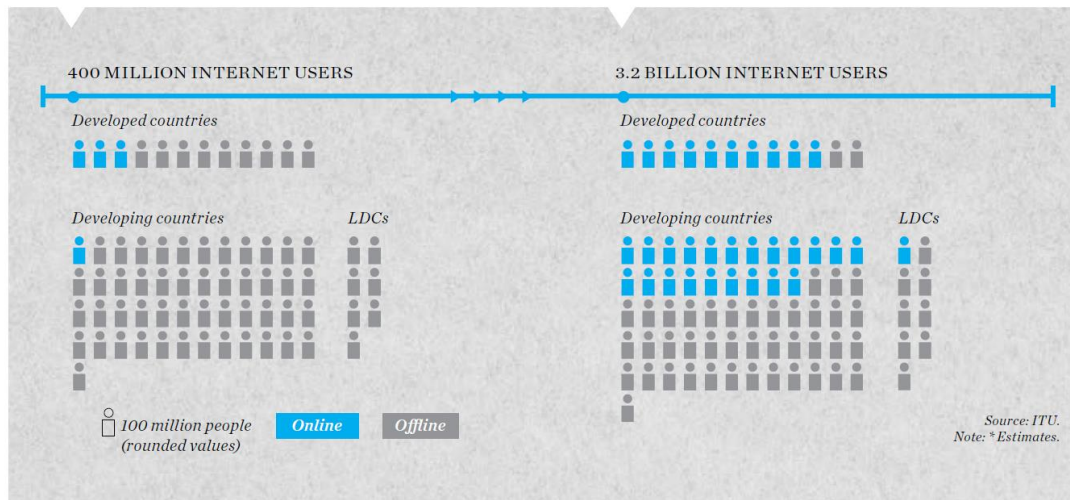 400 MILLION INTERNET USERS
3.2 BILLION INTERNET USERS
Developed countries
Developed countries
Developing countries
LDCs
Developing countries
LDCs
100 million people
(rounded values)
Online
Offline
Source: ITU.
Note: * Estimates.